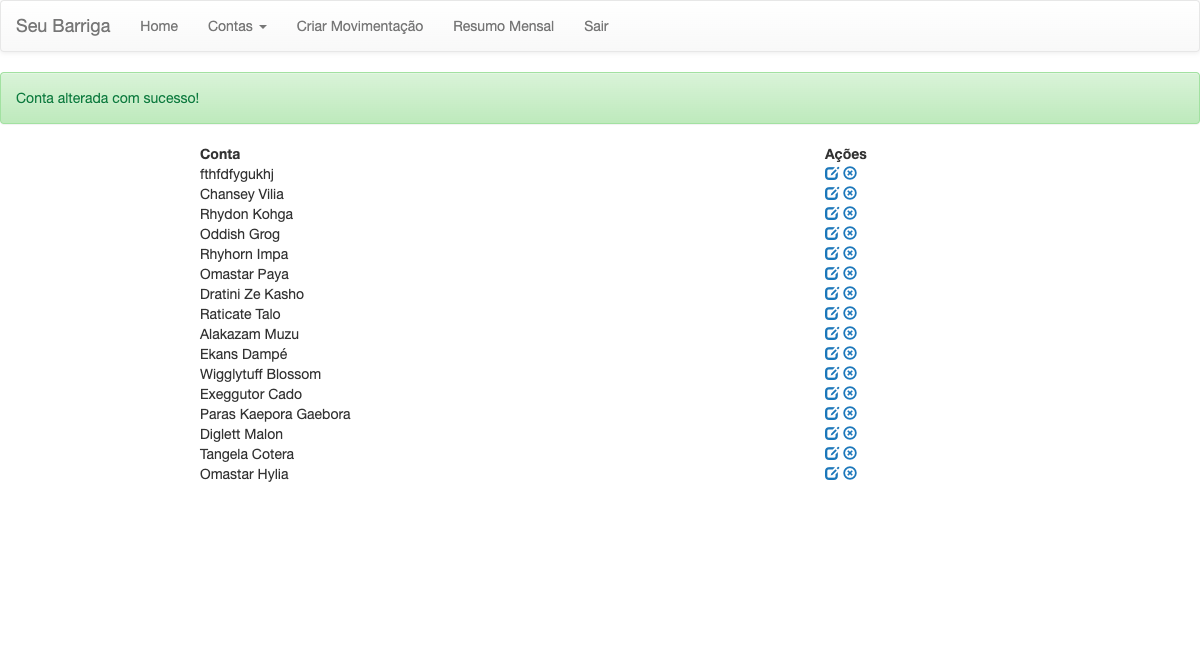 Seu Barriga Home Contas Criar Movimentação Resumo Mensal Sair
Conta alterada com sucesso!
Conta Ações
fthfdfygukhj
Chansey Vilia
Rhydon Kohga
Oddish Grog
Rhyhorn Impa
Omastar Paya
Dratini Ze Kasho
Raticate Talo
Alakazam Muzu
Ekans Dampé
Wigglytuff Blossom
Exeggutor Cado
Paras Kaepora Gaebora
Diglett Malon
Tangela Cotera
Omastar Hylia